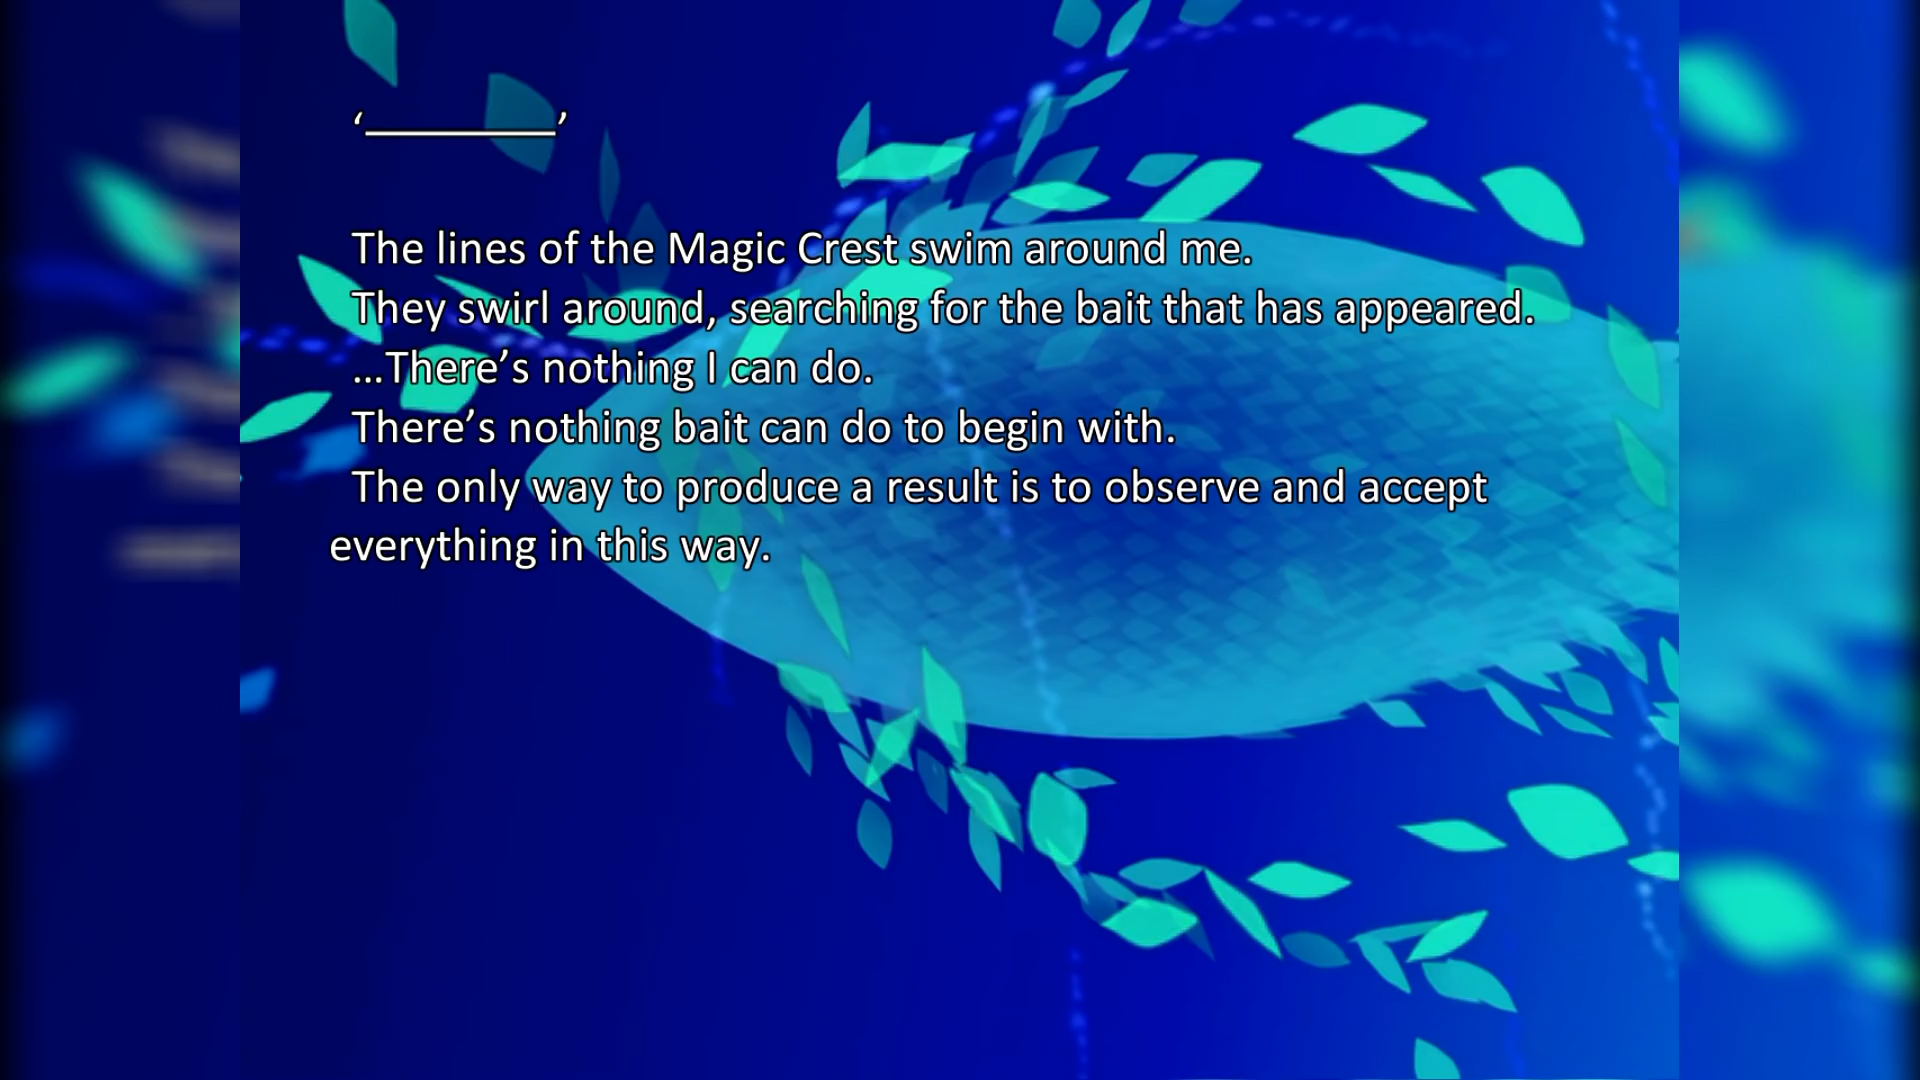 ‘________’
The lines of the Magic Crest swim around me.
They swirl around, searching for the bait that has appeared.
...There’s nothing I can do.
There’s nothing bait can do to begin with.
The only way to produce a result is to observe and accept
everything in this way.